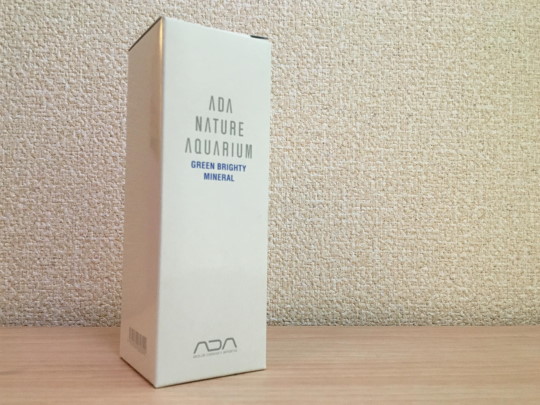 ADA
NATURE
AQUARIUM
GREEN BRIGHTY
MINERAL
ADA